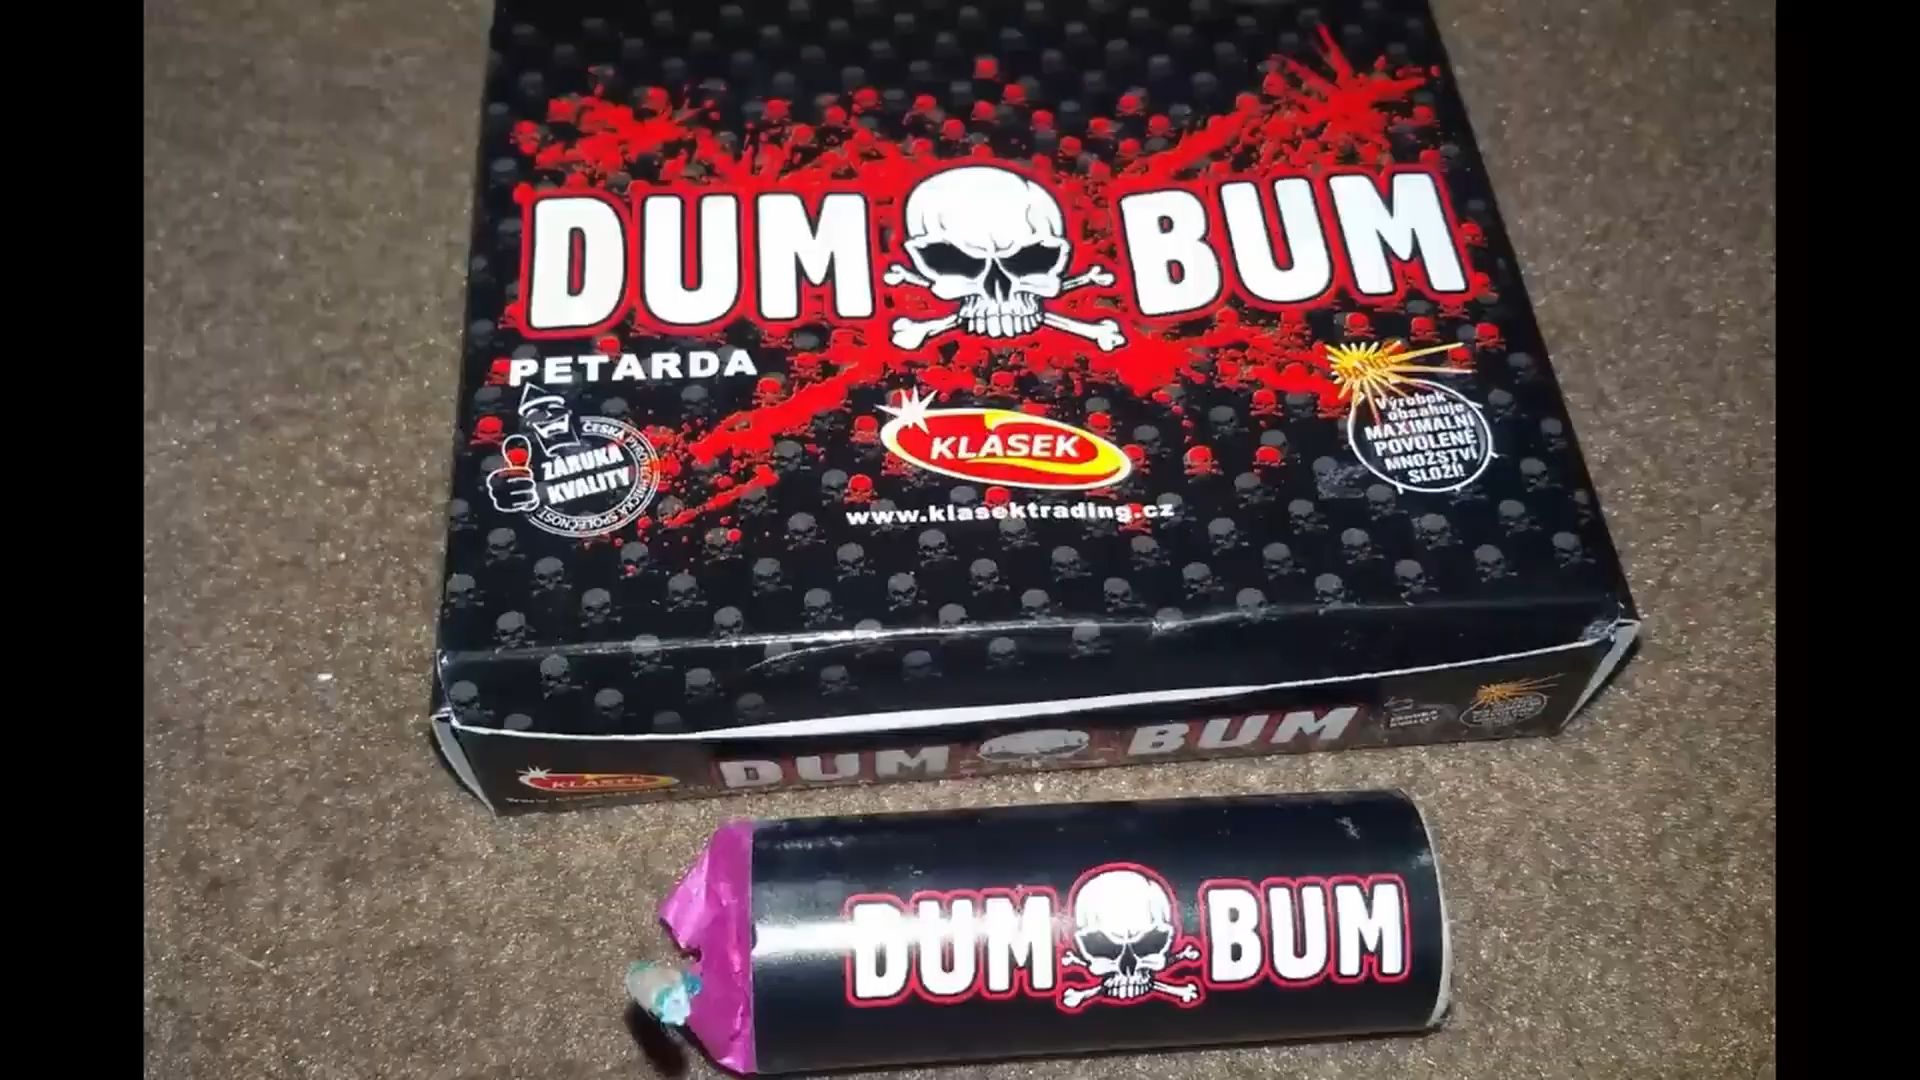 DUM BUM
PETARDA
ČESKÁ PYROTECHNICKÁ SPOLEČNOST
ZÁRUKA
KVALITY
KLASEK
www.klasektrading.cz
Výrobek
obsahuje
MAXIMÁLNÍ
POVOLENÉ
MNOŽSTVÍ
SLOŽÍ!
KLASEK
DUM BUM
DUM BUM